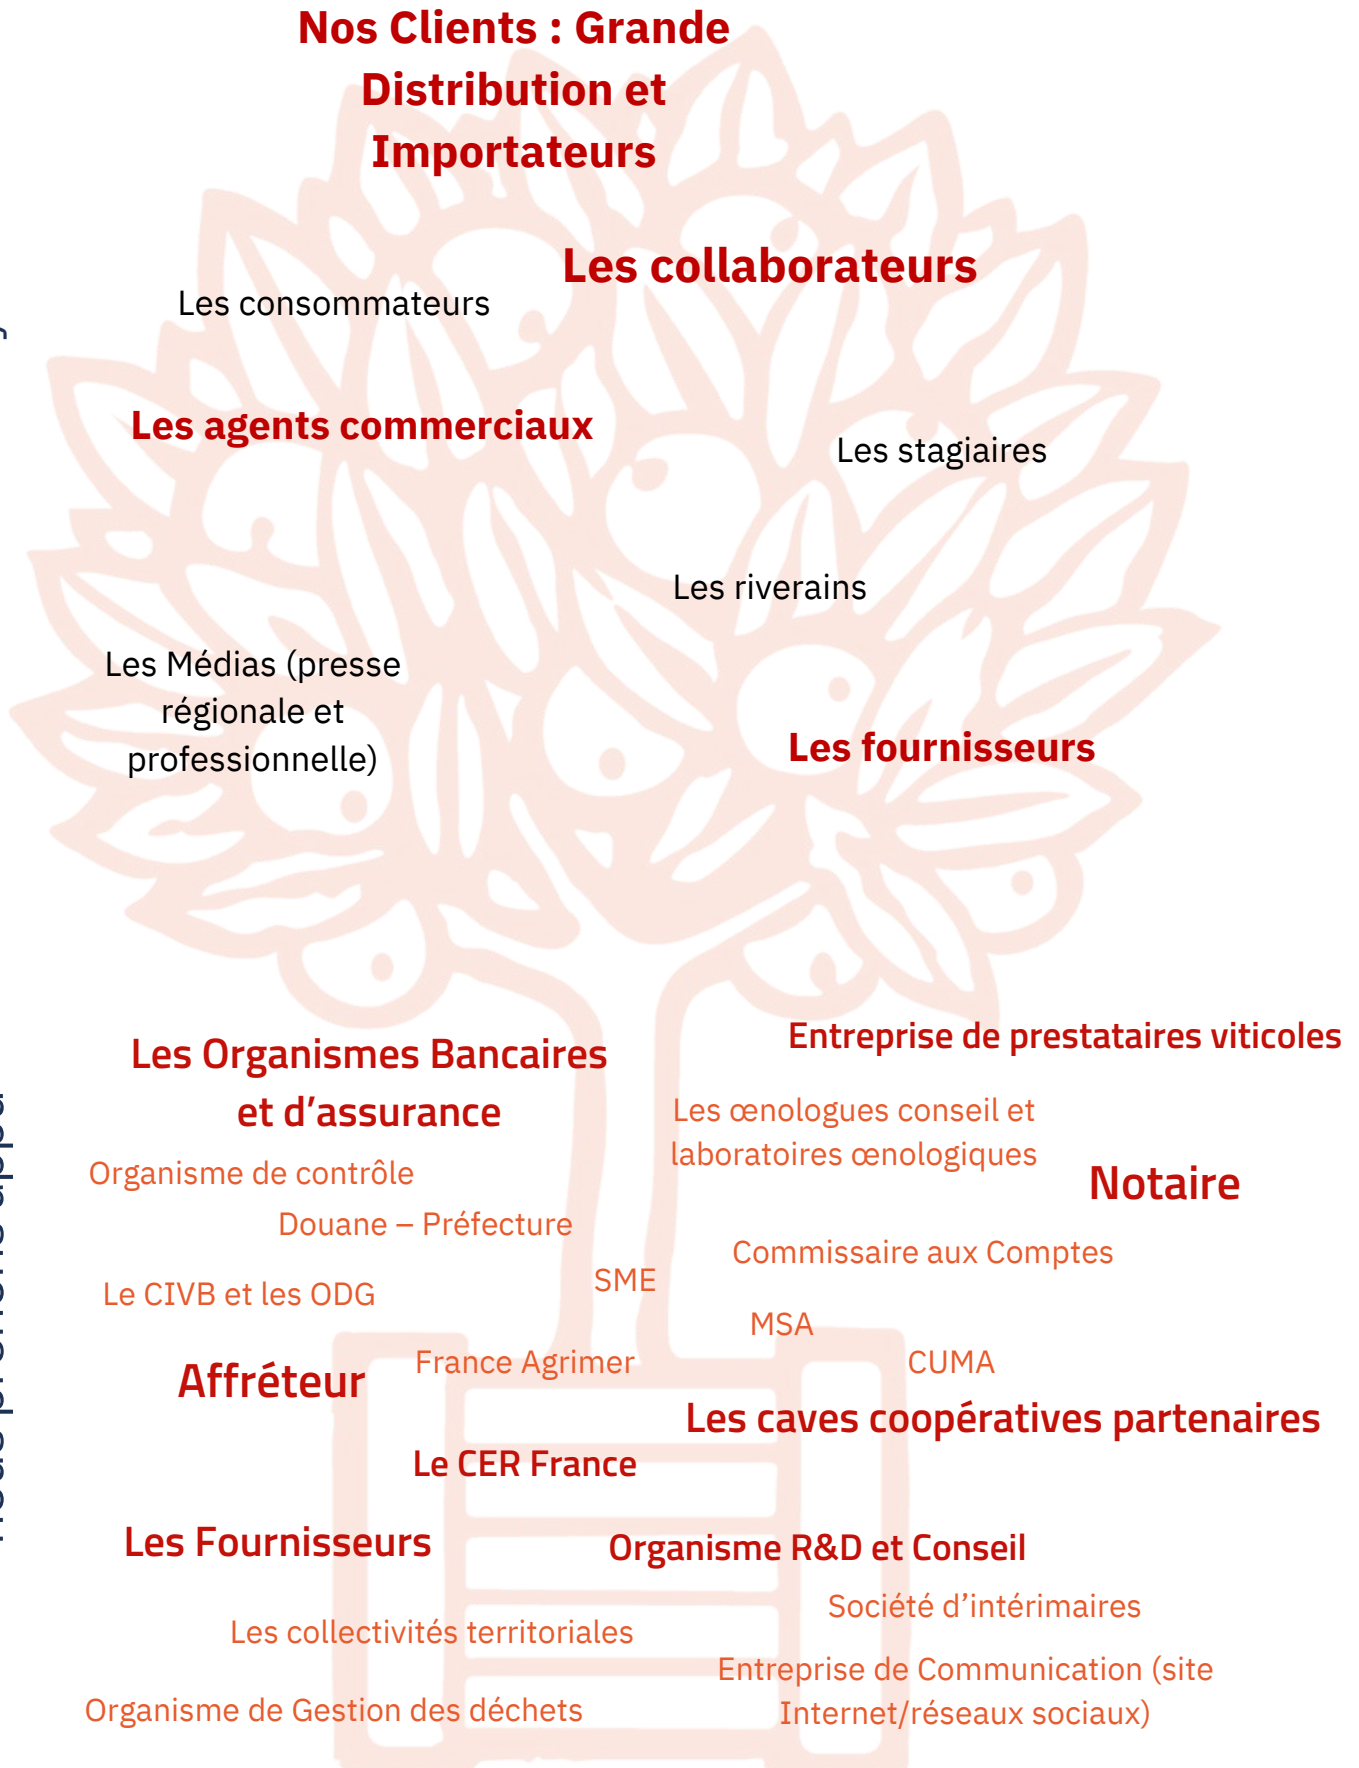 Nos Clients : Grande
Distribution et
Importateurs
Les collaborateurs
Les consommateurs
Les agents commerciaux
Les stagiaires
Les riverains
Les Médias (presse
régionale et
professionnelle)
Les fournisseurs
Entreprise de prestataires viticoles
Les Organismes Bancaires
et d’assurance
Les œnologues conseil et
laboratoires œnologiques
Organisme de contrôle
Notaire
Douane – Préfecture
Commissaire aux Comptes
SME
Le CIVB et les ODG
MSA
France Agrimer
CUMA
Affréteur
Les caves coopératives partenaires
Le CER France
Les Fournisseurs
Organisme R&D et Conseil
Société d’intérimaires
Les collectivités territoriales
Entreprise de Communication (site
Internet/réseaux sociaux)
Organisme de Gestion des déchets